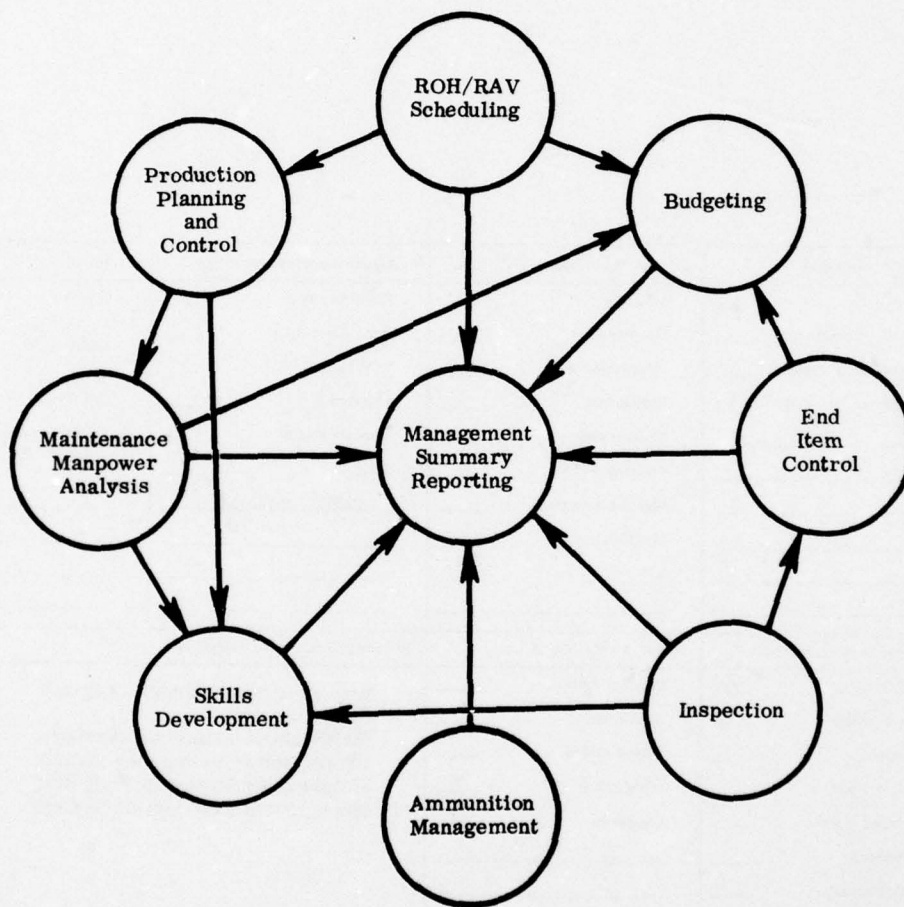 ROH/RAV
Scheduling
Production
Planning
and
Control
Budgeting
Maintenance
Manpower
Analysis
Management
Summary
Reporting
End
Item
Control
Skills
Development
Inspection
Ammunition
Management